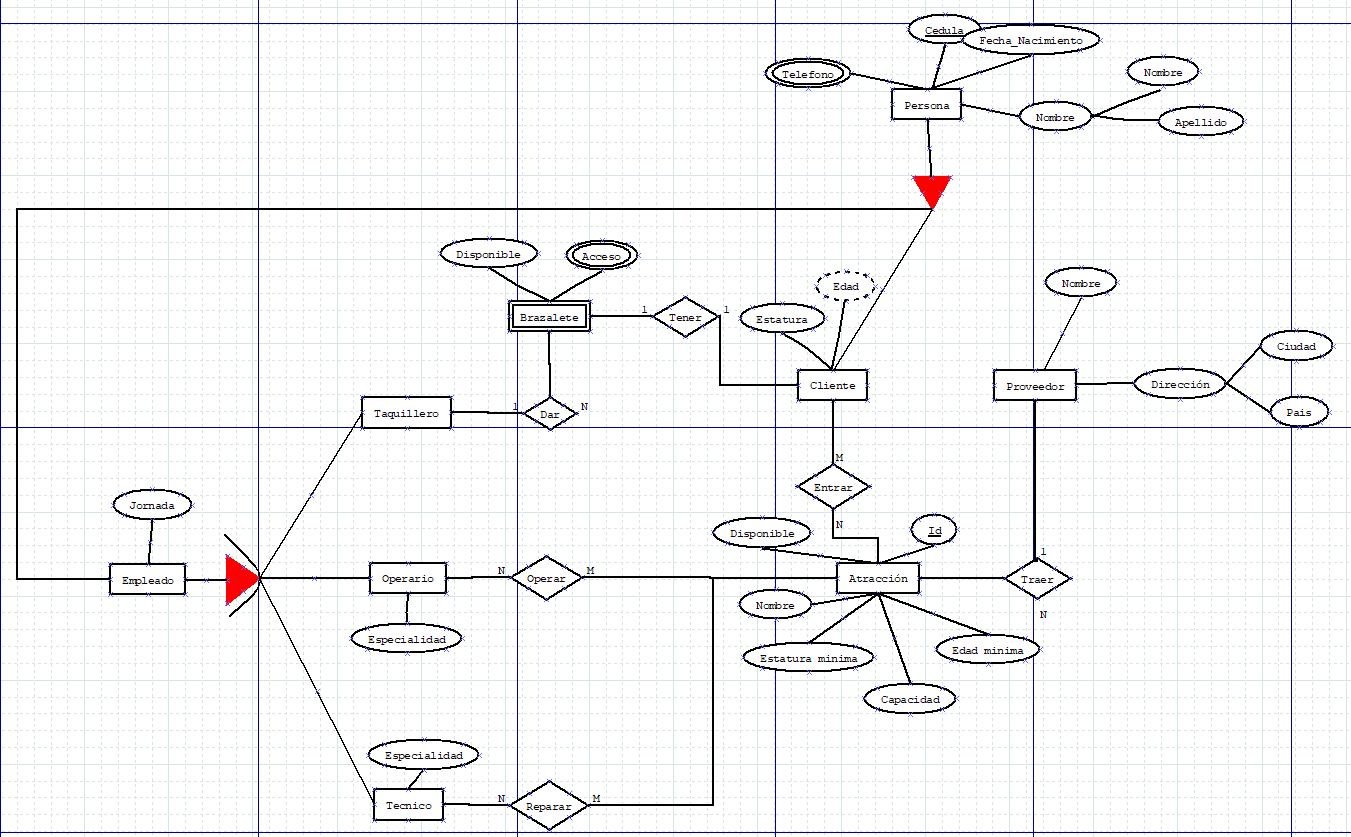 Cedula
Fecha_Nacimiento
Telefono
Nombre
Persona
Nombre
Apellido
Disponible
Acceso
Edad
Nombre
Brazalete
1
Tener
1
Estatura
Ciudad
Cliente
Proveedor
Dirección
Pais
Taquillero
1
Dar
N
M
Entrar
N
Jornada
Disponible
Id
Empleado
Operario
N
Operar
M
Atracción
1
Traer
N
Nombre
Especialidad
Estatura minima
Edad minima
Capacidad
Especialidad
Tecnico
N
Reparar
M